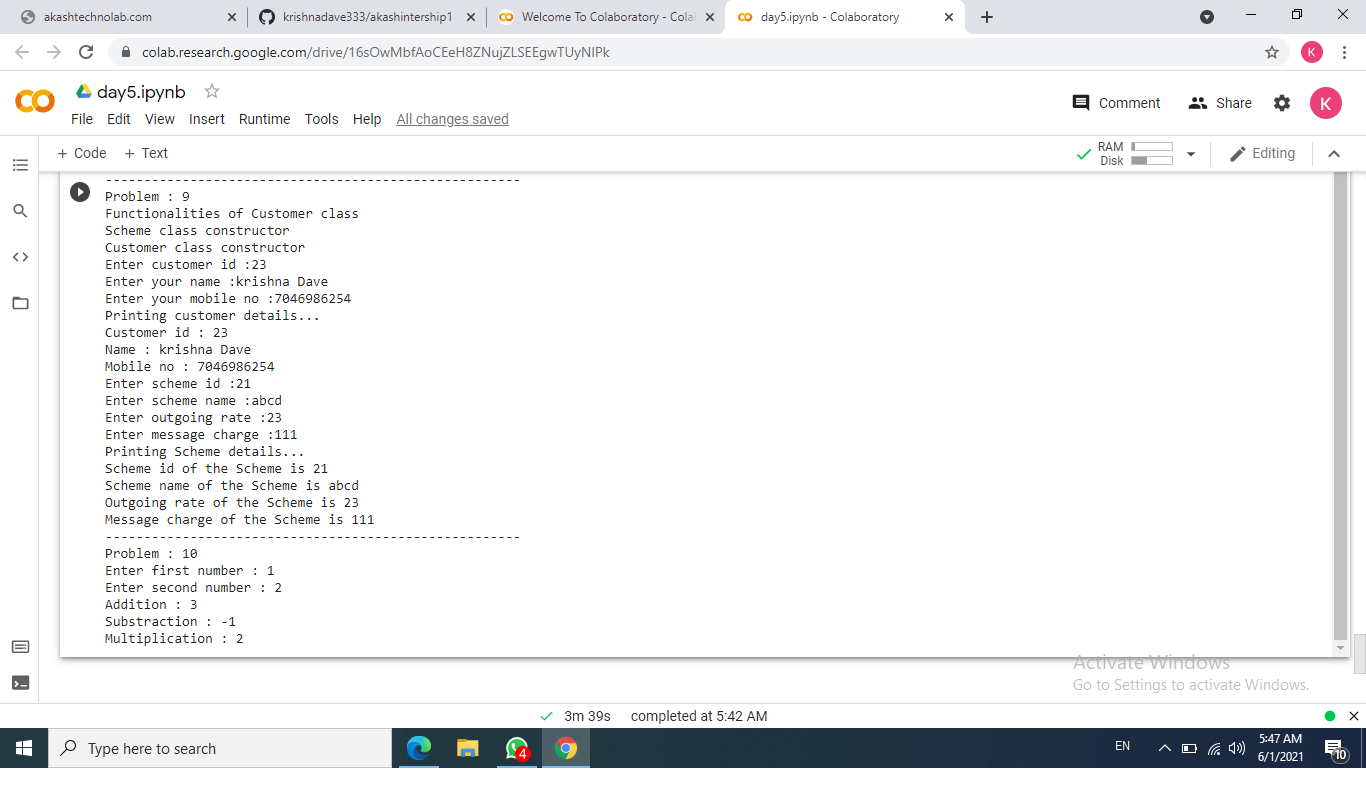 akashtechnolab.com
krishnadave333/akashintership1
Welcome To Colaboratory - Cola
day5.ipynb - Colaboratory
colab.research.google.com/drive/16sOwMbfAoCEeH8ZNujZLSEEgwTUyNIPk
K
day5.ipynb
Comment
Share
K
File Edit View Insert Runtime Tools Help All changes saved
+ Code + Text
RAM
Disk
Editing
------------------------------------------------------
Problem : 9
Functionalities of Customer class
Scheme class constructor
Customer class constructor
Enter customer id :23
Enter your name :krishna Dave
Enter your mobile no :7046986254
Printing customer details...
Customer id : 23
Name : krishna Dave
Mobile no : 7046986254
Enter scheme id :21
Enter scheme name :abcd
Enter outgoing rate :23
Enter message charge :111
Printing Scheme details...
Scheme id of the Scheme is 21
Scheme name of the Scheme is abcd
Outgoing rate of the Scheme is 23
Message charge of the Scheme is 111
------------------------------------------------------
Problem : 10
Enter first number : 1
Enter second number : 2
Addition : 3
Substraction : -1
Multiplication : 2
Activate Windows
Go to Settings to activate Windows.
3m 39s completed at 5:42 AM
Type here to search
4
EN
5:47 AM
6/1/2021
10